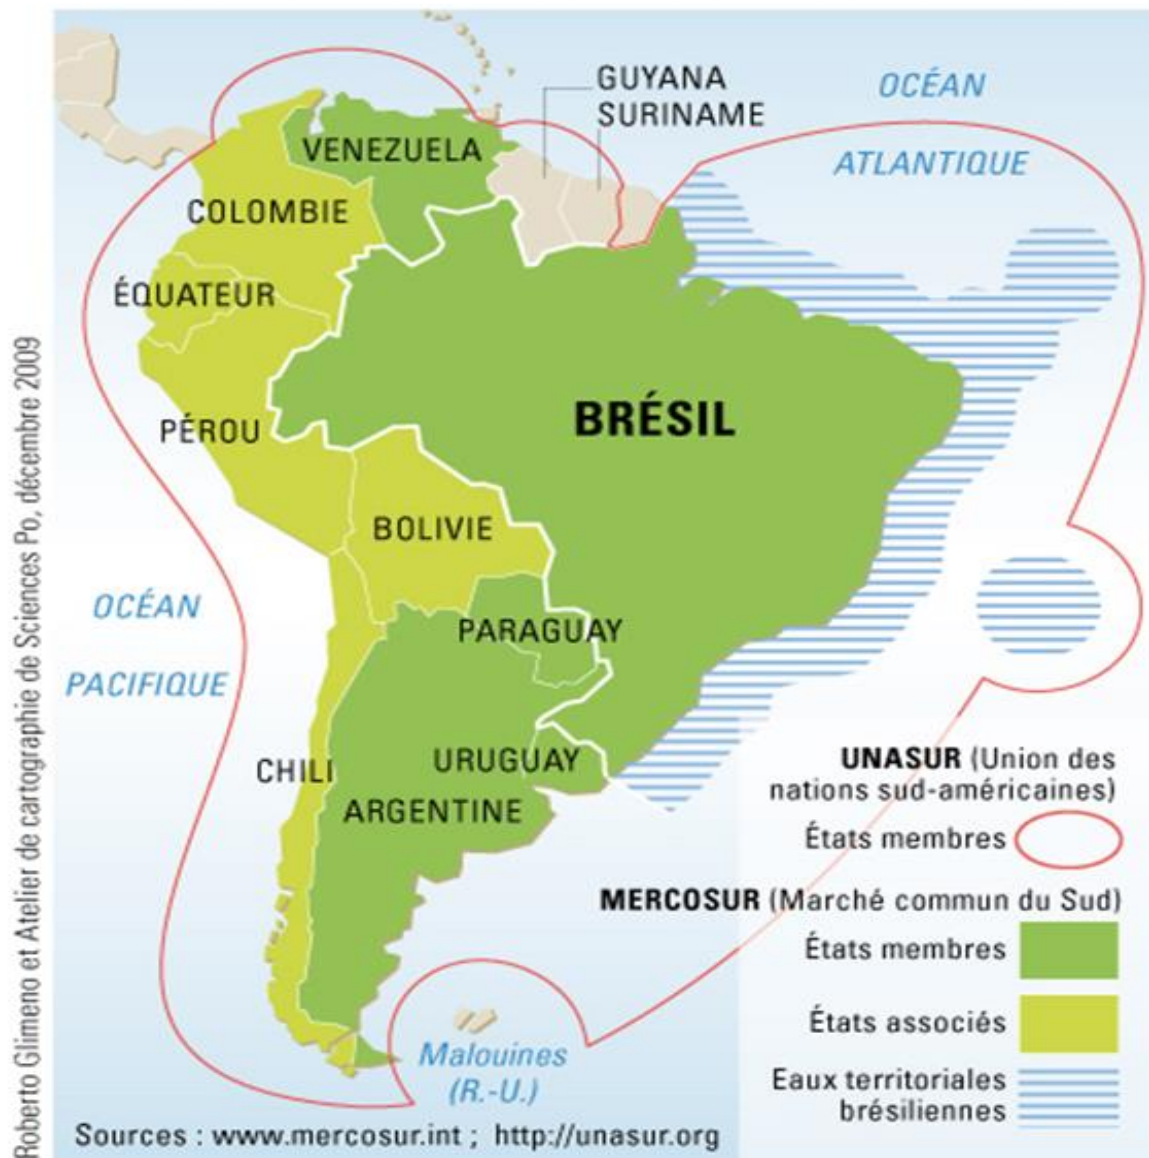 GUYANA
SURINAME
OCÉAN
ATLANTIQUE
VENEZUELA
COLOMBIE
ÉQUATEUR
PÉROU
BRÉSIL
BOLIVIE
OCÉAN
PACIFIQUE
PARAGUAY
CHILI
URUGUAY
ARGENTINE
UNASUR (Union des
nations sud-américaines)
États membres
MERCOSUR (Marché commun du Sud)
États membres
États associés
Eaux territoriales
brésiliennes
Malouines
(R.-U.)
Sources : www.mercosur.int ; http://unasur.org
Roberto Glimeno et Atelier de cartographie de Sciences Po, décembre 2009